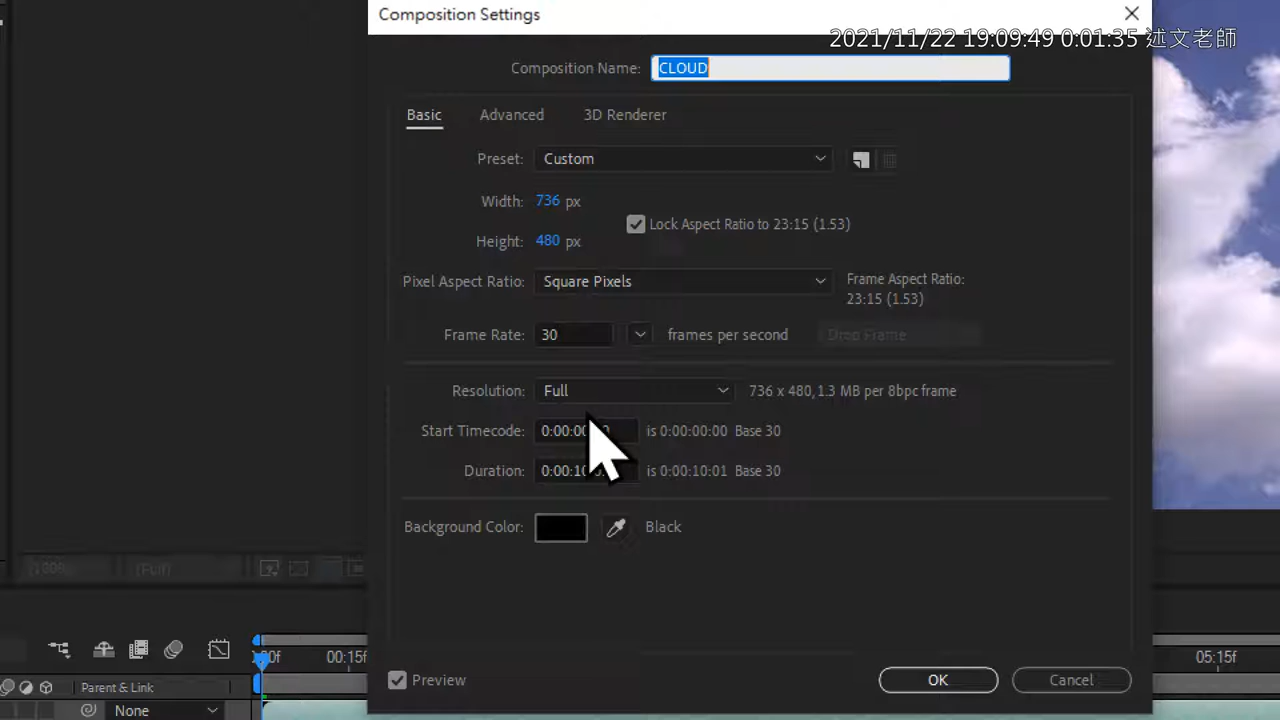 Composition Settings
2021/11/22 19:09:49 0:01:35 述文老師
Composition Name: CLOUD
Basic Advanced 3D Renderer
Preset: Custom
Width: 736 px
Lock Aspect Ratio to 23:15 (1.53)
Height: 480 px
Pixel Aspect Ratio: Square Pixels
Frame Aspect Ratio:
23:15 (1.53)
Frame Rate: 30 frames per second Drop Frame
Resolution: Full 736 x 480, 1.3 MB per 8bpc frame
Start Timecode: is 0:00:00:00 Base 30
Duration: is 0:00:10:01 Base 30
Background Color: Black
(Full)
00:15f 05:15f
Preview OK Cancel
Parent & Link
None